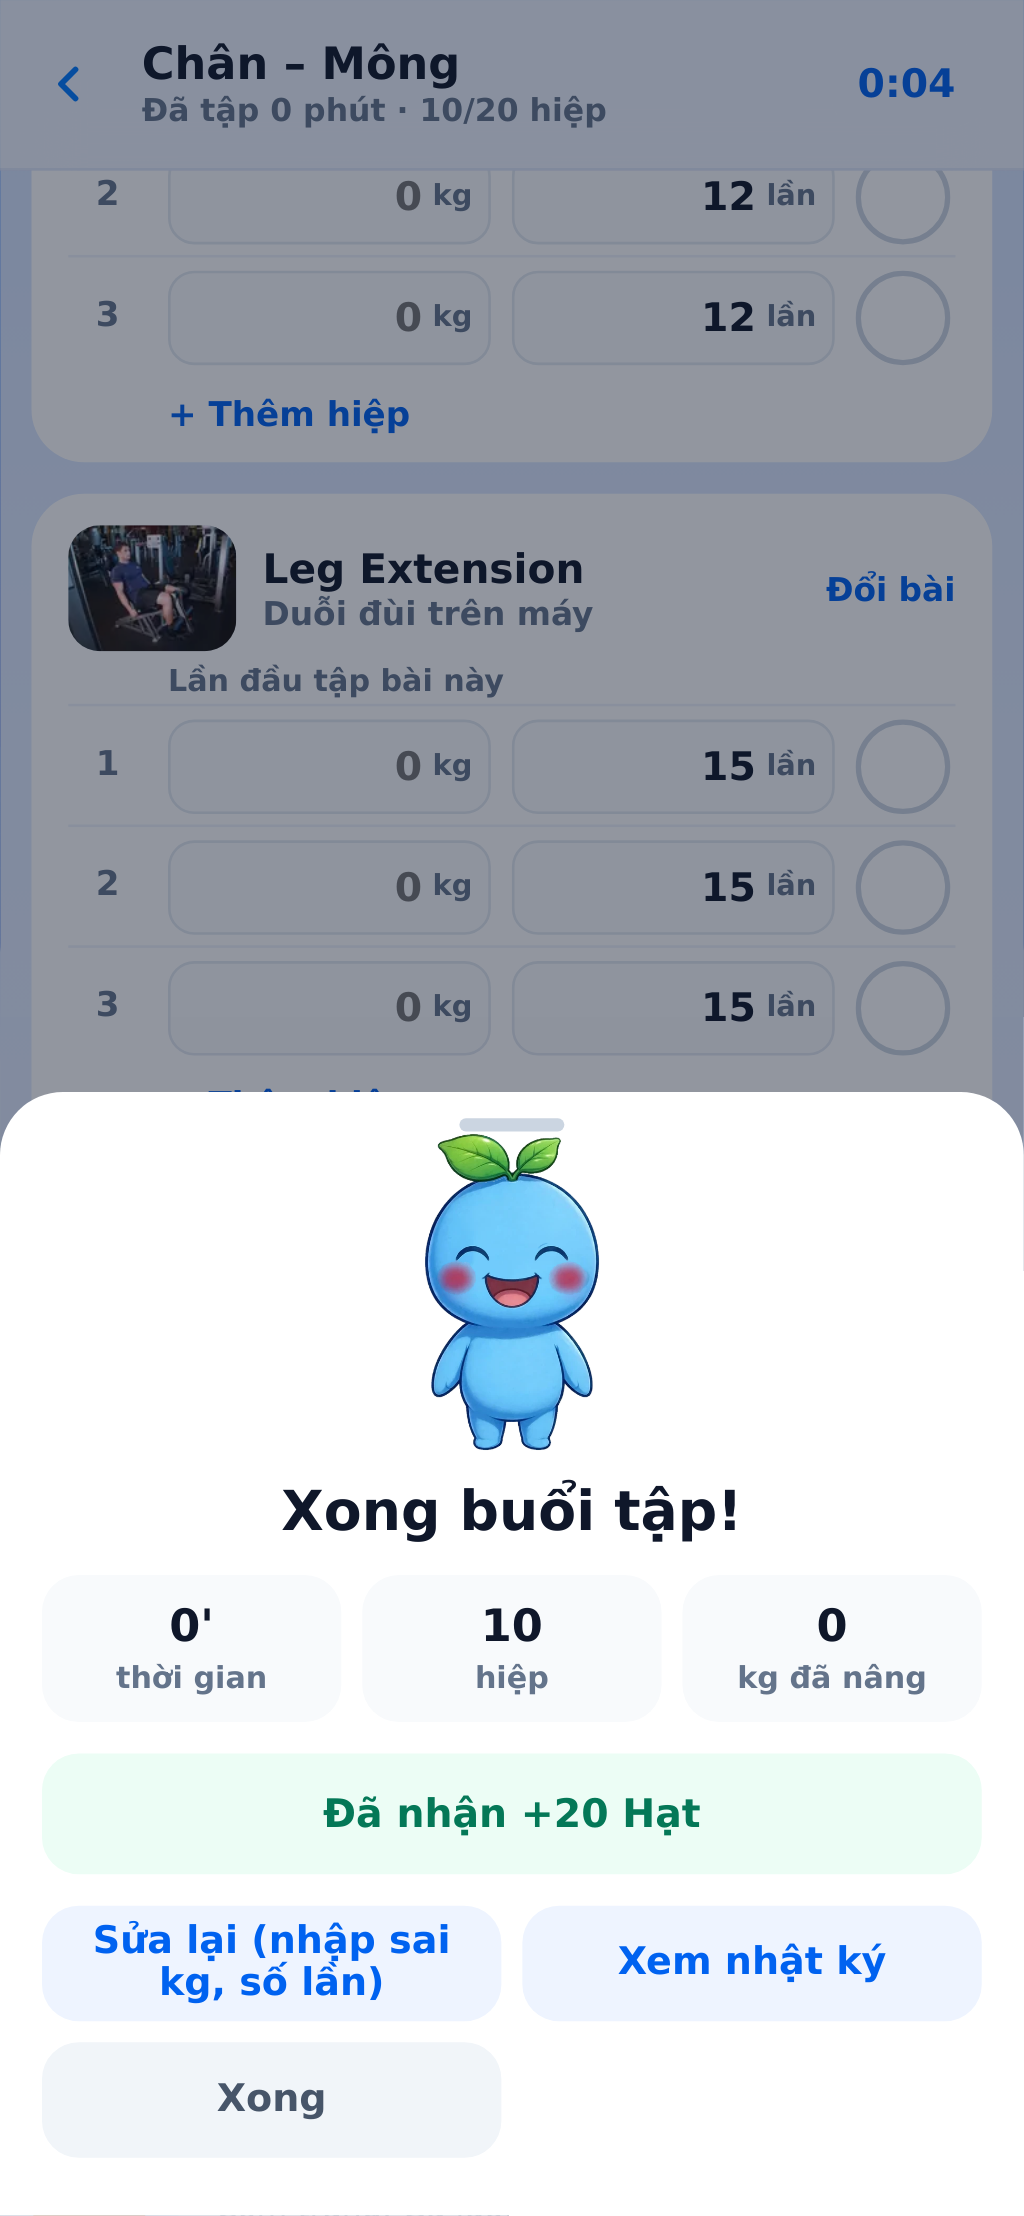 Chân – Mông
Đã tập 0 phút · 10/20 hiệp
0:04
2
0 kg
12 lần
3
0 kg
12 lần
+ Thêm hiệp
Leg Extension
Duỗi đùi trên máy
Đổi bài
Lần đầu tập bài này
1
0 kg
15 lần
2
0 kg
15 lần
3
0 kg
15 lần
Xong buổi tập!
0'
thời gian
10
hiệp
0
kg đã nâng
Đã nhận +20 Hạt
Sửa lại (nhập sai
kg, số lần)
Xem nhật ký
Xong